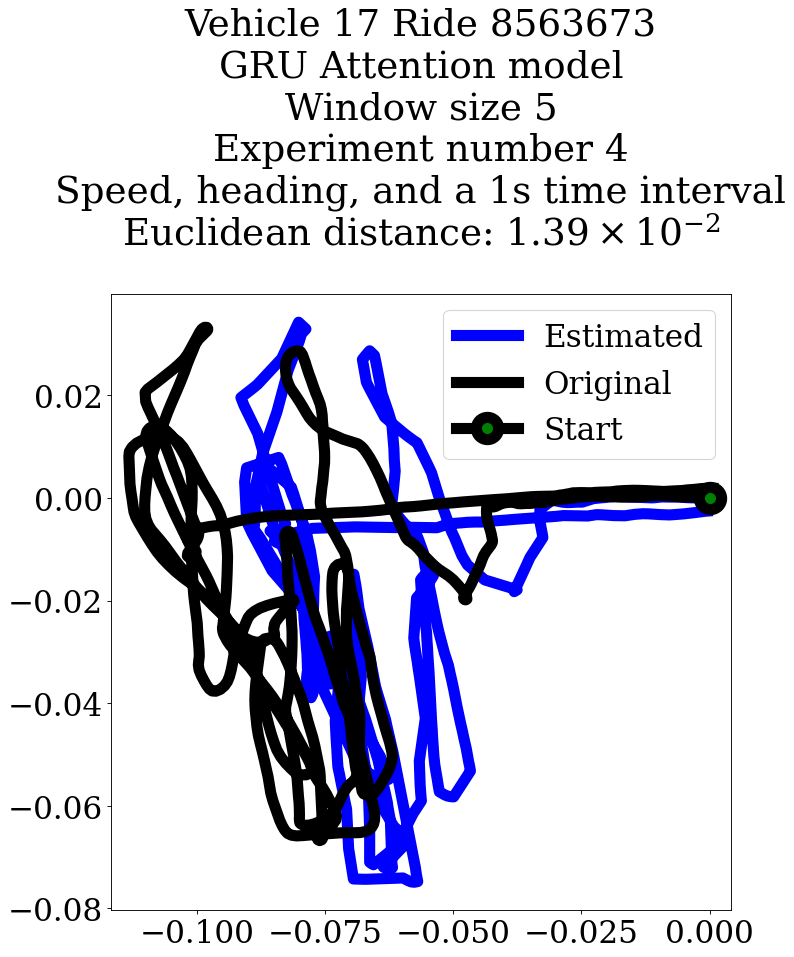 Vehicle 17 Ride 8563673
GRU Attention model
Window size 5
Experiment number 4
Speed, heading, and a 1s time interval
Euclidean distance: 1.39 × 10⁻²
Estimated
Original
Start
0.02
0.00
−0.02
−0.04
−0.06
−0.08
−0.100 −0.075 −0.050 −0.025 0.000